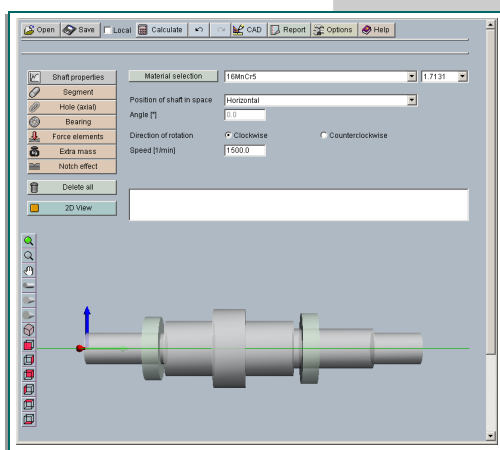 Open Save Local Calculate CAD Report Options Help
Shaft properties Material selection 16MnCr5 1.7131
Segment
Hole (axial) Position of shaft in space Horizontal
Bearing Angle [°] 0.0
Force elements Direction of rotation Clockwise Counterclockwise
Extra mass Speed [1/min] 1500.0
Notch effect
Delete all
2D View